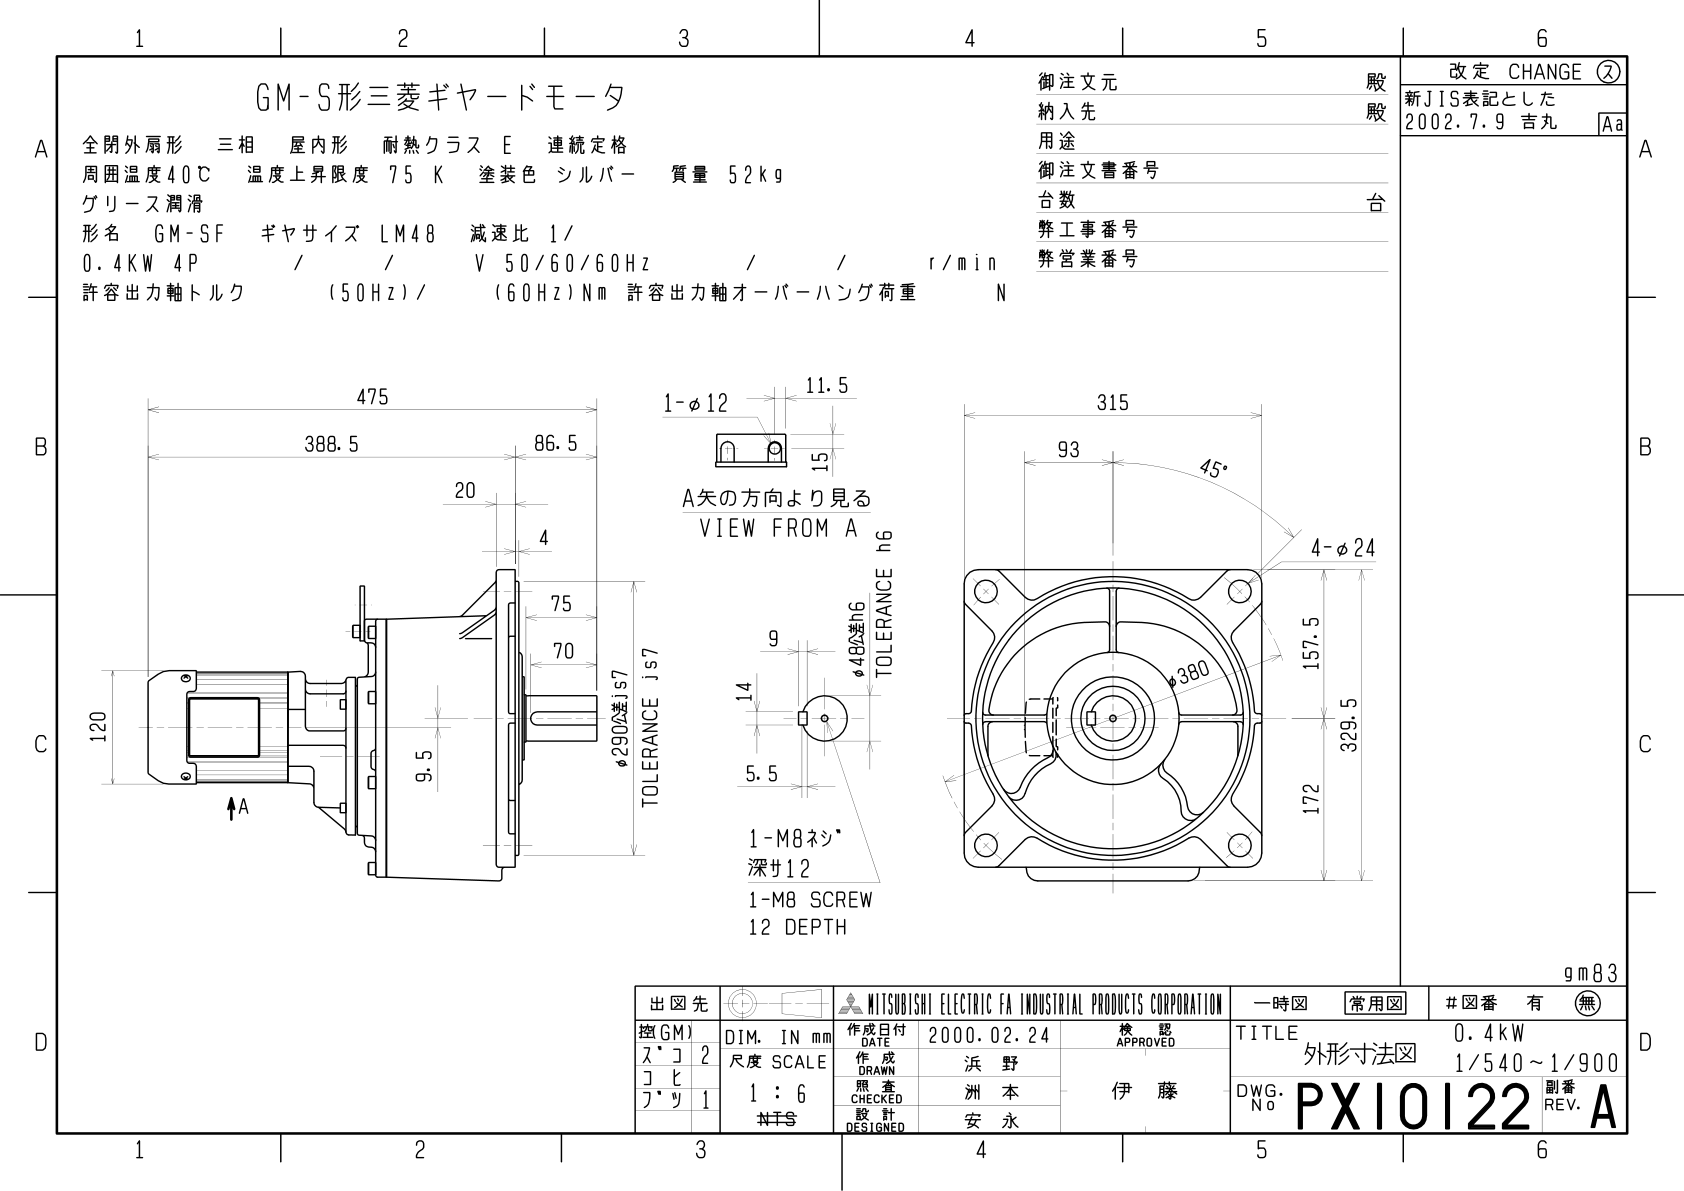 1 2 3 4 5 6
GM-S形三菱ギヤードモータ
全閉外扇形 三相 屋内形 耐熱クラス E 連続定格
周囲温度40℃ 温度上昇限度 75 K 塗装色 シルバー 質量 52kg
グリース潤滑
形名 GM-SF ギヤサイズ LM48 減速比 1/
0.4KW 4P / / V 50/60/60Hz / / r/min
許容出力軸トルク (50Hz)/ (60Hz)Nm 許容出力軸オーバーハング荷重 N
御注文元 殿
納入先 殿
用途
御注文書番号
台数 台
弊工事番号
弊営業番号
改定 CHANGE ス
新JIS表記とした
2002.7.9 吉丸 Aa
A
B
C
D
A
B
C
D
475
388.5
86.5
20
4
75
70
120
9.5
φ290公差js7
TOLERANCE js7
A
1-φ12
11.5
15
A矢の方向より見る
VIEW FROM A
9
14
5.5
φ48公差h6
TOLERANCE h6
1-M8ネジ
深サ12
1-M8 SCREW
12 DEPTH
315
93
45°
4-φ24
φ380
157.5
172
329.5
gm83
出図先
控(GM)
ズコ 2
コヒ
ブツ 1
DIM. IN mm
尺度 SCALE
1 : 6
NTS
MITSUBISHI ELECTRIC FA INDUSTRIAL PRODUCTS CORPORATION
作成日付 DATE 2000.02.24
作成 DRAWN 浜野
照査 CHECKED 洲本
設計 DESIGNED 安永
検認 APPROVED
伊藤
一時図 常用図 #図番 有 無
TITLE 外形寸法図
0.4kW
1/540~1/900
DWG. No PX10122
副番 REV. A
1 2 3 4 5 6